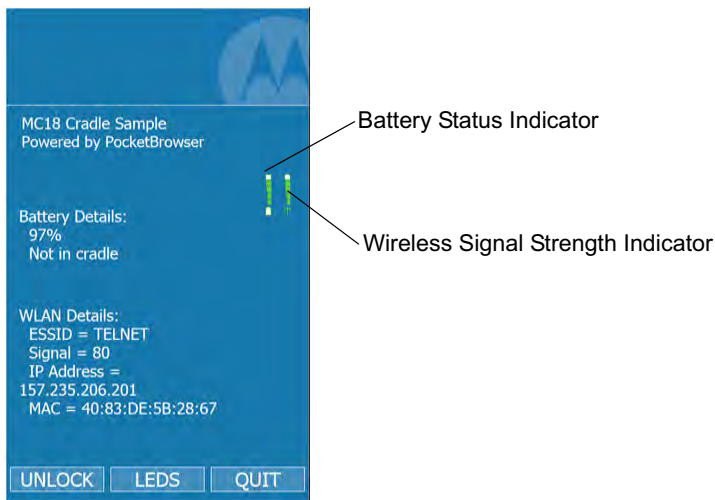 MC18 Cradle Sample
Powered by PocketBrowser
Battery Status Indicator
Wireless Signal Strength Indicator
Battery Details:
97%
Not in cradle
WLAN Details:
ESSID = TELNET
Signal = 80
IP Address =
157.235.206.201
MAC = 40:83:DE:5B:28:67
UNLOCK LEDS QUIT